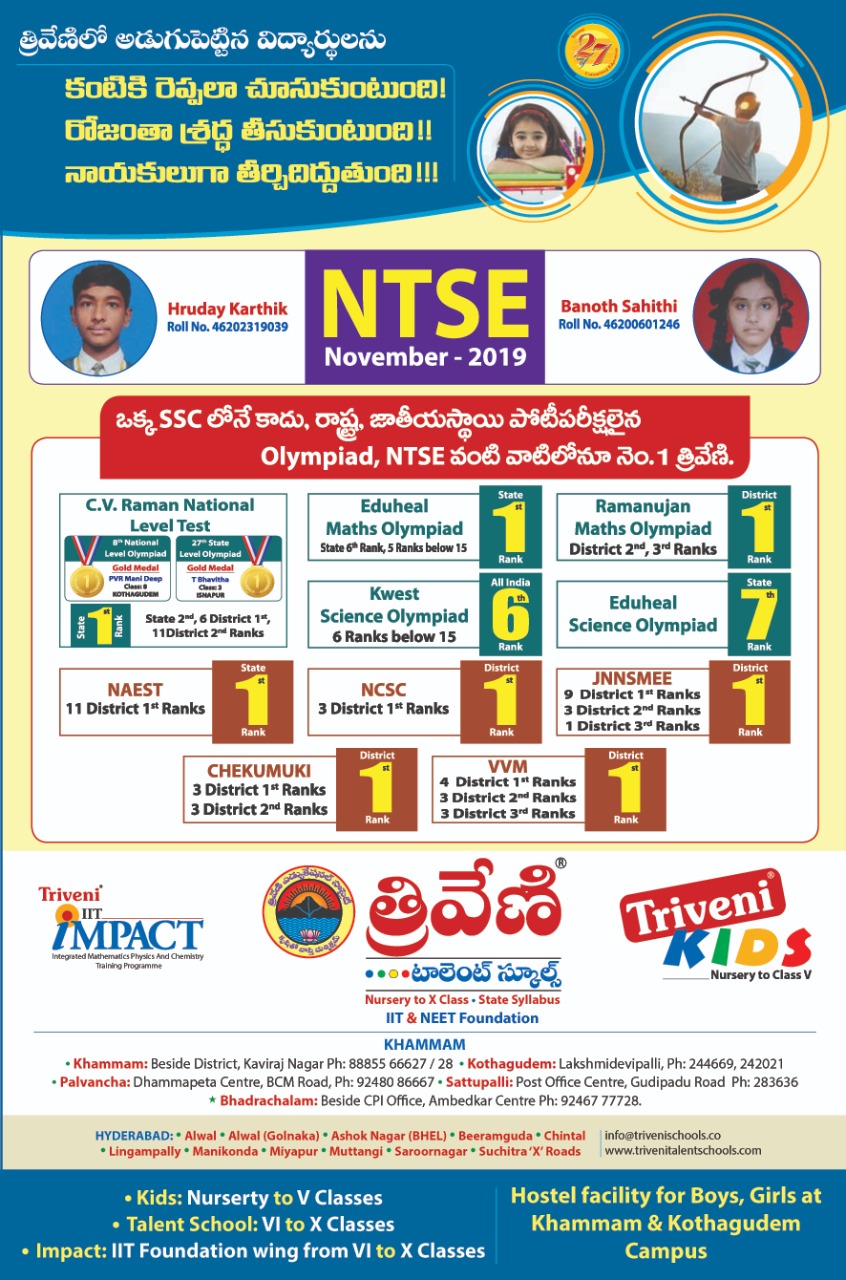 త్రివేణిలో అడుగుపెట్టిన విద్యార్థులను
కంటికి రెప్పలా చూసుకుంటుంది!
రోజంతా శ్రద్ధ తీసుకుంటుంది!!
నాయకులుగా తీర్చిదిద్దుతుంది!!!
27
Hruday Karthik
Roll No. 46202319039
NTSE
November - 2019
Banoth Sahithi
Roll No. 46200601246
ఒక్క SSC లోనే కాదు, రాష్ట్ర, జాతీయస్థాయి పోటీపరీక్షలైన
Olympiad, NTSE వంటి వాటిలోనూ నెం.1 త్రివేణి.
C.V. Raman National
Level Test
8th National
Level Olympiad
Gold Medal
PVR Mani Deep
Class: 8
KOTHAGUDEM
27th State
Level Olympiad
Gold Medal
T Bhavitha
Class: 3
ISNAPUR
State 1st Rank
State 2nd, 6 District 1st,
11District 2nd Ranks
Eduheal
Maths Olympiad
State 6th Rank, 5 Ranks below 15
State
1st
Rank
Ramanujan
Maths Olympiad
District 2nd, 3rd Ranks
District
1st
Rank
Kwest
Science Olympiad
6 Ranks below 15
All India
6th
Rank
Eduheal
Science Olympiad
State
7th
Rank
NAEST
11 District 1st Ranks
State
1st
Rank
NCSC
3 District 1st Ranks
District
1st
Rank
JNNSMEE
9 District 1st Ranks
3 District 2nd Ranks
1 District 3rd Ranks
District
1st
Rank
CHEKUMUKI
3 District 1st Ranks
3 District 2nd Ranks
District
1st
Rank
VVM
4 District 1st Ranks
3 District 2nd Ranks
3 District 3rd Ranks
District
1st
Rank
Triveni
IIT
iMPACT
Integrated Mathematics Physics And Chemistry
Training Programme
త్రివేణి®
టాలెంట్ స్కూల్స్
Nursery to X Class • State Syllabus
IIT & NEET Foundation
Triveni®
KIDS
Nursery to Class V
KHAMMAM
• Khammam: Beside District, Kaviraj Nagar Ph: 88855 66627 / 28 • Kothagudem: Lakshmidevipalli, Ph: 244669, 242021
• Palvancha: Dhammapeta Centre, BCM Road, Ph: 92480 86667 • Sattupalli: Post Office Centre, Gudipadu Road Ph: 283636
* Bhadrachalam: Beside CPI Office, Ambedkar Centre Ph: 92467 77728.
HYDERABAD: • Alwal • Alwal (Golnaka) • Ashok Nagar (BHEL) • Beeramguda • Chintal
• Lingampally • Manikonda • Miyapur • Muttangi • Saroornagar • Suchitra 'X' Roads
info@trivenischools.co
www.trivenitalentschools.com
• Kids: Nurserty to V Classes
• Talent School: VI to X Classes
• Impact: IIT Foundation wing from VI to X Classes
Hostel facility for Boys, Girls at
Khammam & Kothagudem
Campus